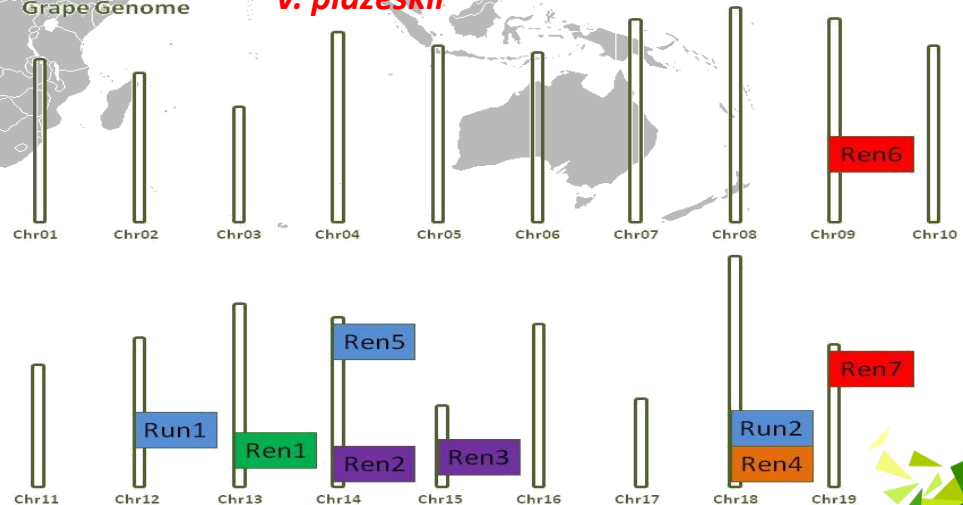 Grape Genome
V. piazeskii
Ren6
Chr01 Chr02 Chr03 Chr04 Chr05 Chr06 Chr07 Chr08 Chr09 Chr10
Ren5
Ren7
Run1
Run2
Ren1
Ren2
Ren3
Ren4
Chr11 Chr12 Chr13 Chr14 Chr15 Chr16 Chr17 Chr18 Chr19